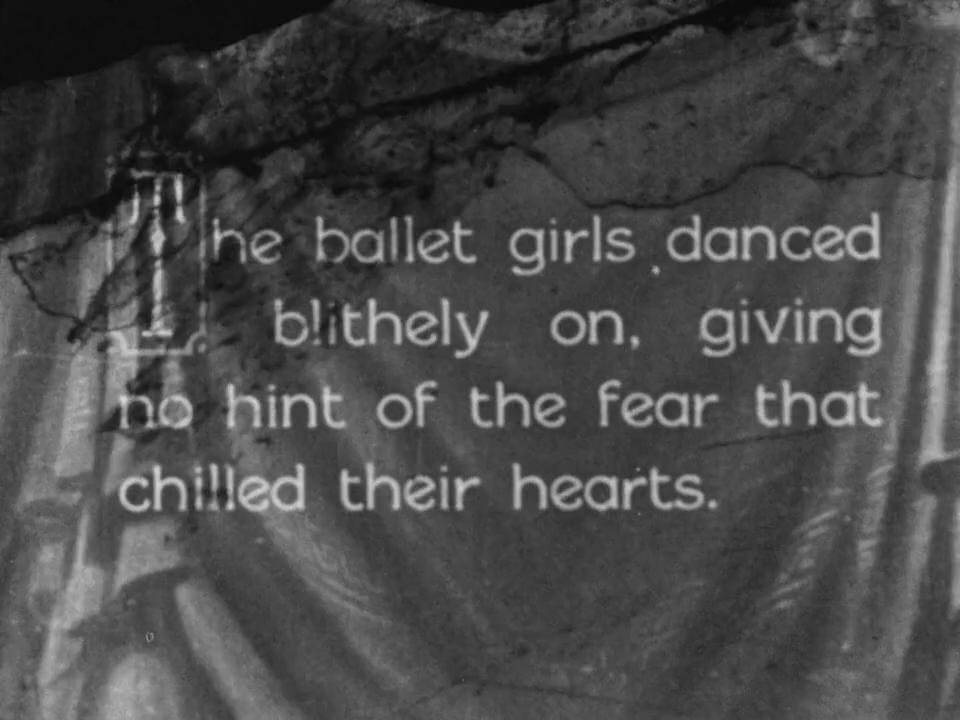 The ballet girls danced
blithely on, giving
no hint of the fear that
chilled their hearts.